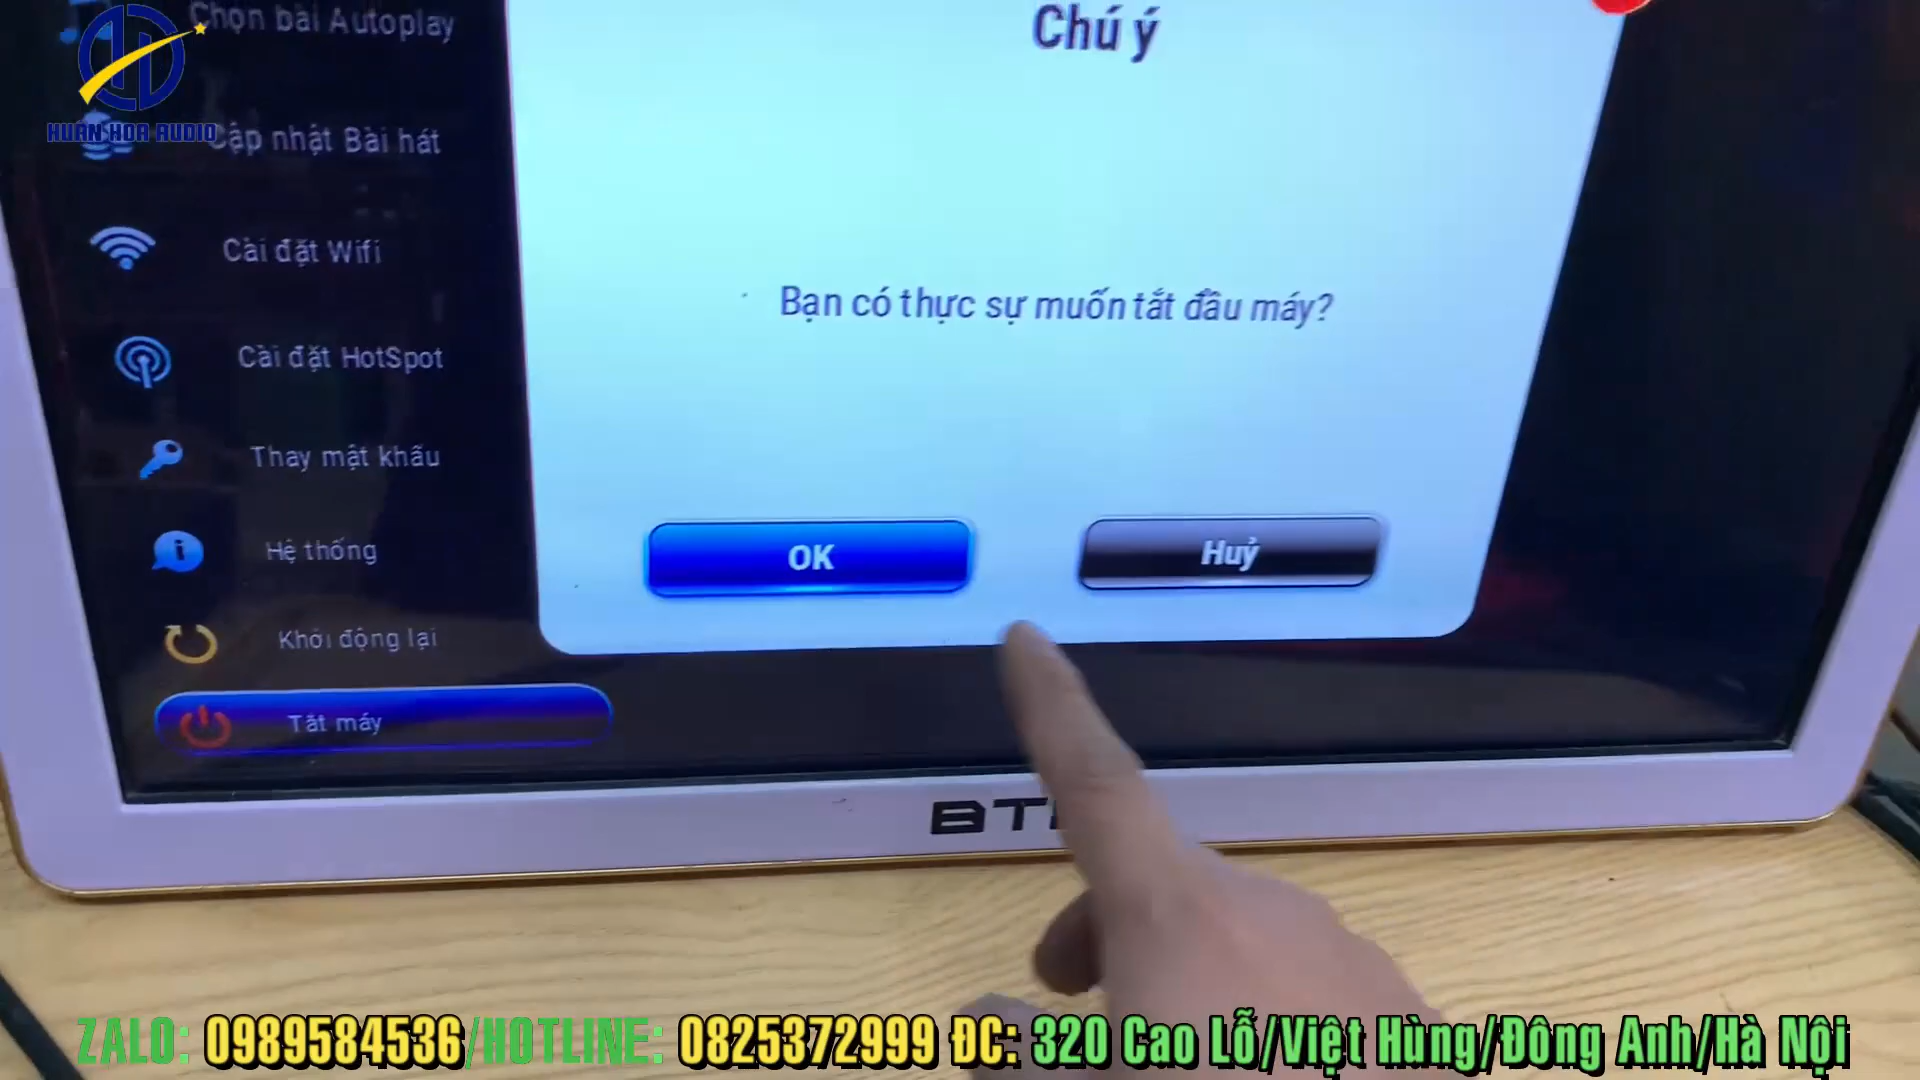 Chọn bài Autoplay
HUAN HOA AUDIO
Cập nhật Bài hát
Cài đặt Wifi
Cài đặt HotSpot
Thay mật khẩu
Hệ thống
Khởi động lại
Tắt máy
Chú ý
Bạn có thực sự muốn tắt đầu máy?
OK
Huỷ
ZALO: 0989584536/HOTLINE: 0825372999 ĐC: 320 Cao Lỗ/Việt Hùng/Đông Anh/Hà Nội